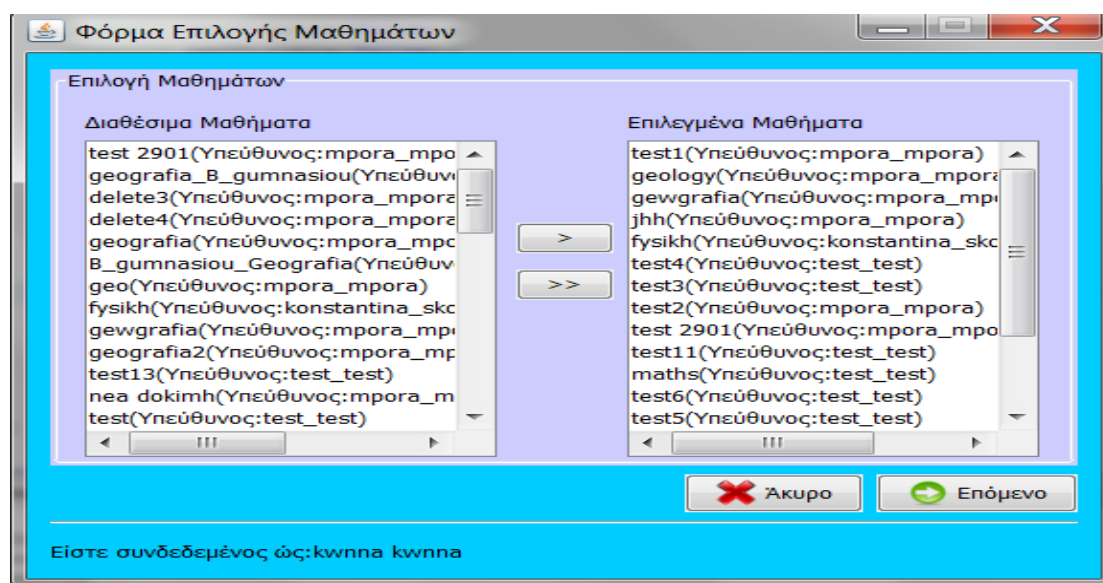 Φόρμα Επιλογής Μαθημάτων
Επιλογή Μαθημάτων
Διαθέσιμα Μαθήματα
test 2901(Υπεύθυνος:mpora_mpo
geografia_B_gumnasiou(Υπεύθυν
delete3(Υπεύθυνος:mpora_mpora
delete4(Υπεύθυνος:mpora_mpora
geografia(Υπεύθυνος:mpora_mpo
B_gumnasiou_Geografia(Υπεύθυν
geo(Υπεύθυνος:mpora_mpora)
fysikh(Υπεύθυνος:konstantina_sko
gewgrafia(Υπεύθυνος:mpora_mp
geografia2(Υπεύθυνος:mpora_mp
test13(Υπεύθυνος:test_test)
nea dokimh(Υπεύθυνος:mpora_m
test(Υπεύθυνος:test_test)
>
>>
Επιλεγμένα Μαθήματα
test1(Υπεύθυνος:mpora_mpora)
geology(Υπεύθυνος:mpora_mpora
gewgrafia(Υπεύθυνος:mpora_mp
jhh(Υπεύθυνος:mpora_mpora)
fysikh(Υπεύθυνος:konstantina_sko
test4(Υπεύθυνος:test_test)
test3(Υπεύθυνος:test_test)
test2(Υπεύθυνος:mpora_mpora)
test 2901(Υπεύθυνος:mpora_mpo
test11(Υπεύθυνος:test_test)
maths(Υπεύθυνος:test_test)
test6(Υπεύθυνος:test_test)
test5(Υπεύθυνος:test_test)
Άκυρο
Επόμενο
Είστε συνδεδεμένος ώς:kwnna kwnna